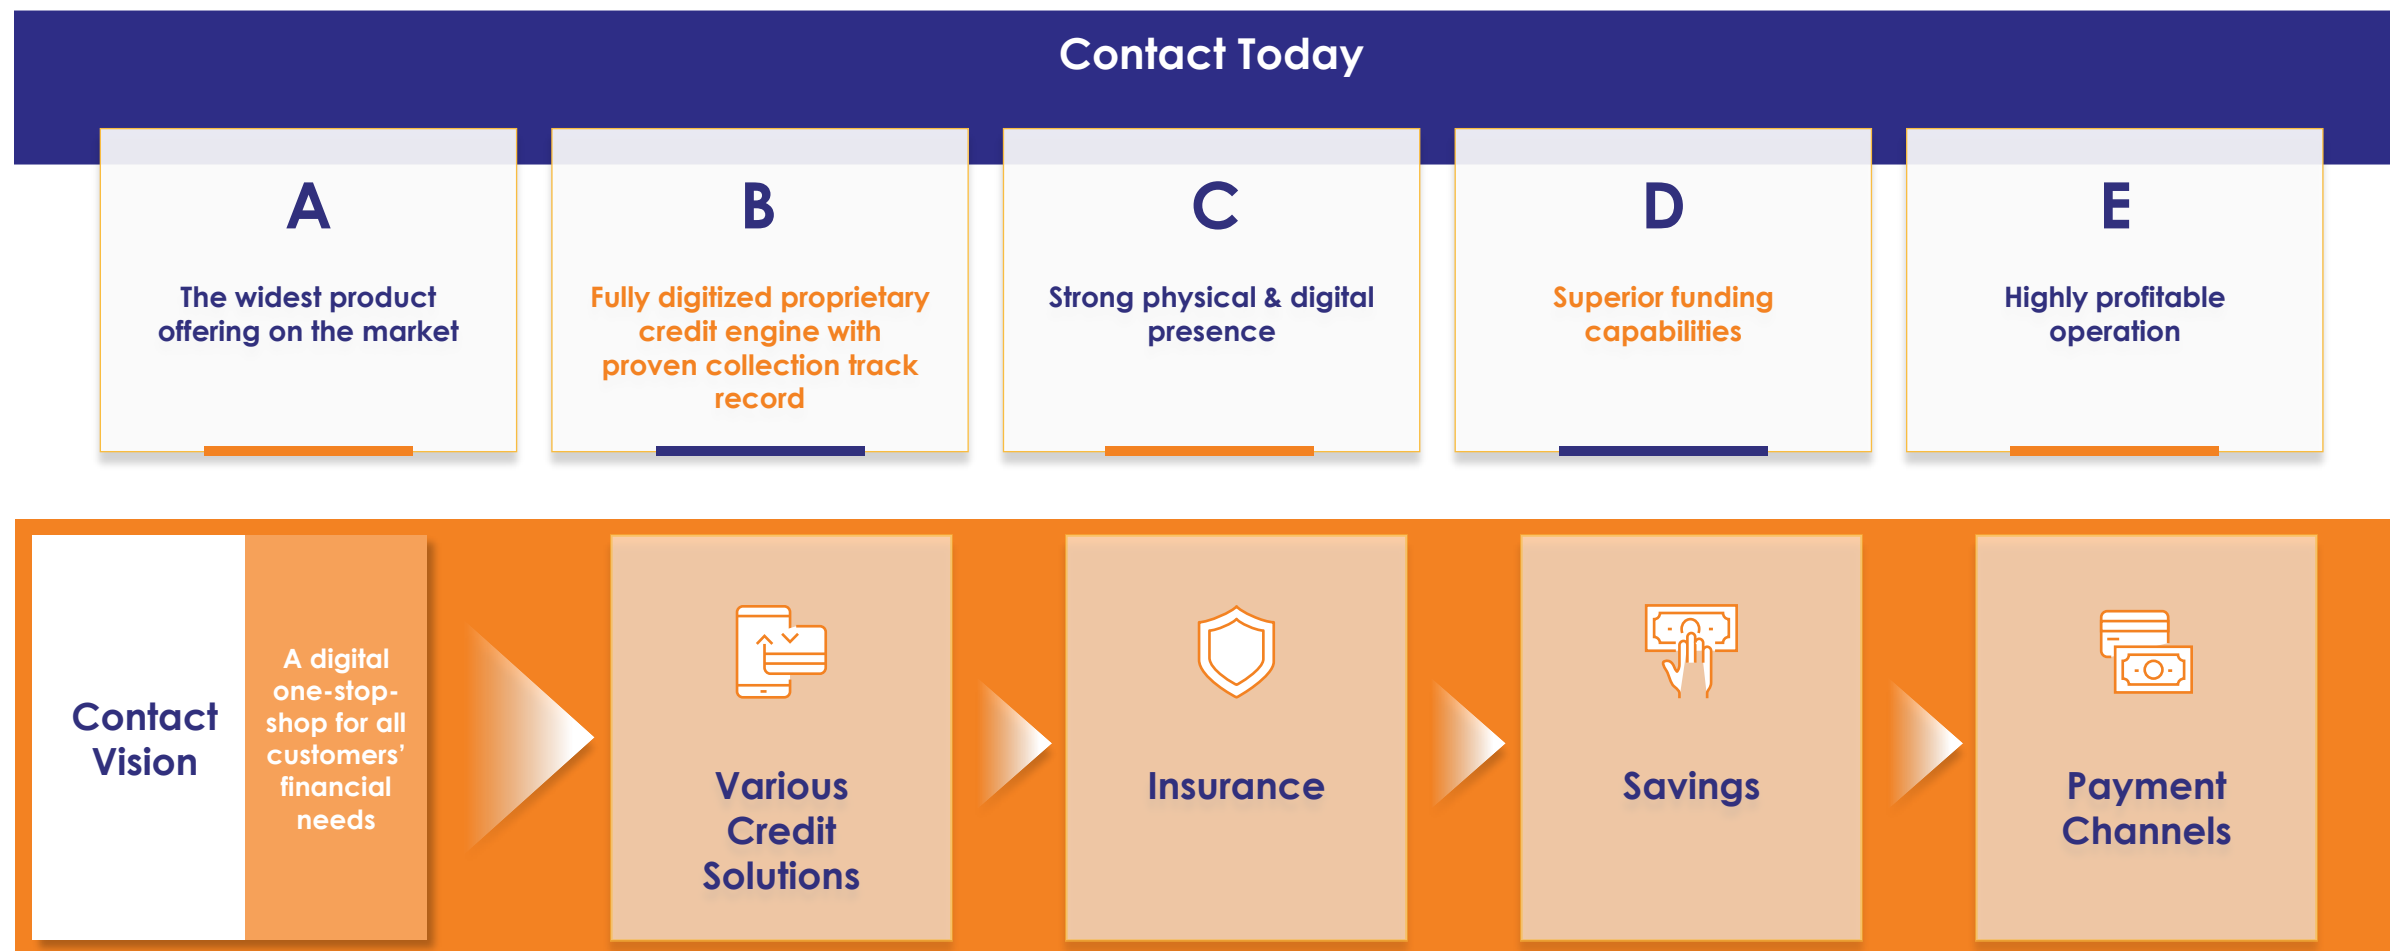 Contact Today
A
The widest product
offering on the market
B
Fully digitized proprietary
credit engine with
proven collection track
record
C
Strong physical & digital
presence
D
Superior funding
capabilities
E
Highly profitable
operation
Contact
Vision
A digital
one-stop-
shop for all
customers’
financial
needs
Various
Credit
Solutions
Insurance
Savings
Payment
Channels